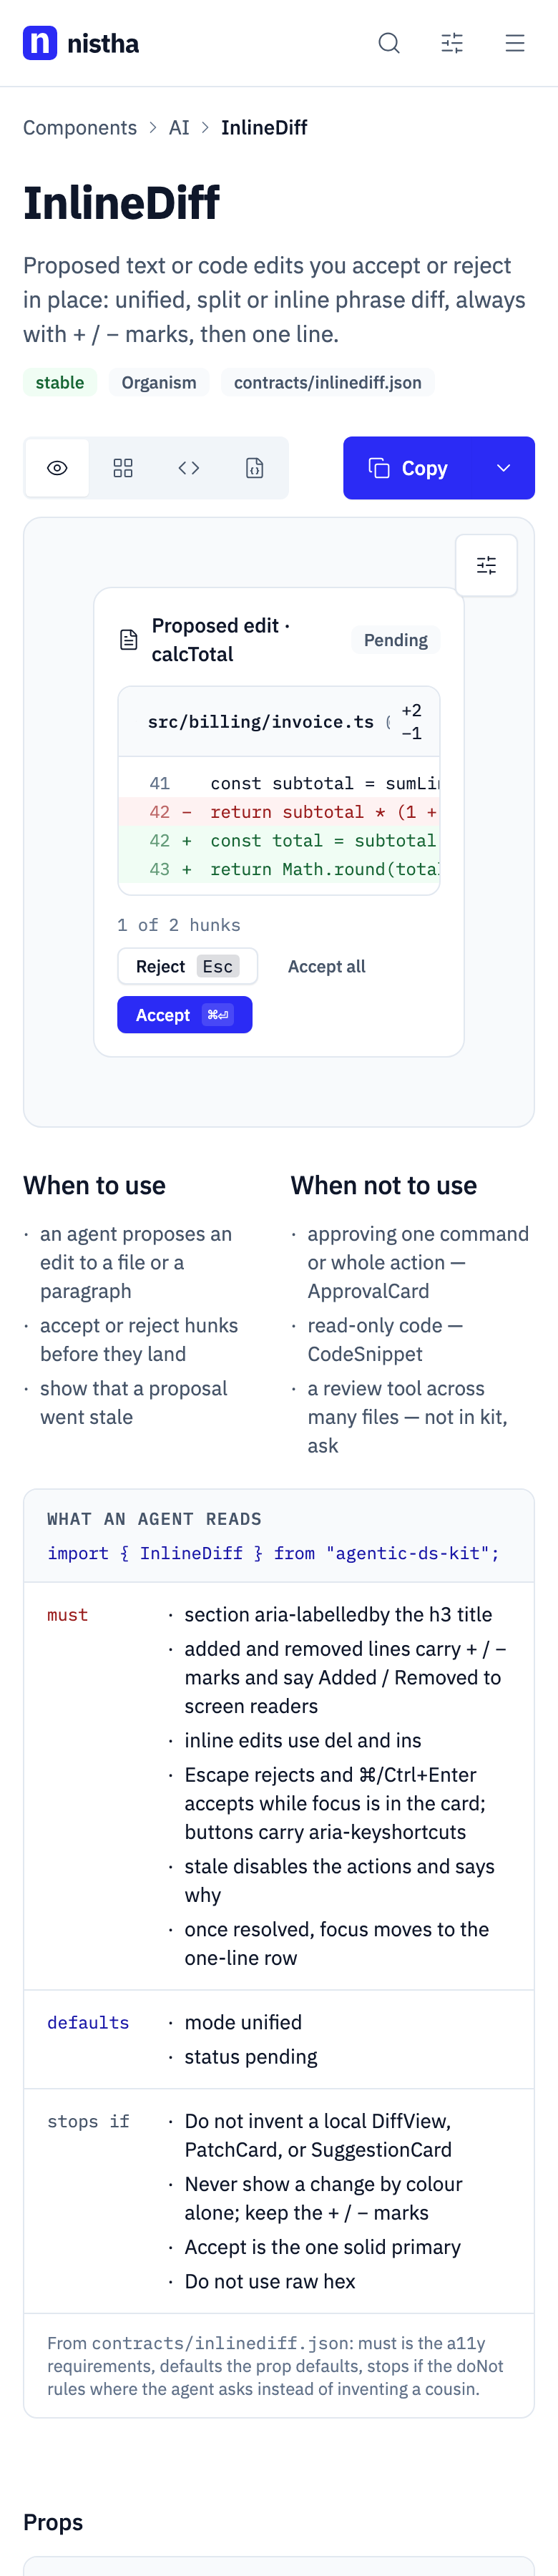 n nistha
Components > AI > InlineDiff
InlineDiff
Proposed text or code edits you accept or reject
in place: unified, split or inline phrase diff, always
with + / − marks, then one line.
stable Organism contracts/inlinediff.json
Copy
Proposed edit ·
calcTotal
Pending
src/billing/invoice.ts (
+2
−1
41 const subtotal = sumLi
42 − return subtotal * (1 +
42 + const total = subtotal
43 + return Math.round(total
1 of 2 hunks
Reject Esc Accept all
Accept ⌘⏎
When to use
· an agent proposes an
edit to a file or a
paragraph
· accept or reject hunks
before they land
· show that a proposal
went stale
When not to use
· approving one command
or whole action —
ApprovalCard
· read-only code —
CodeSnippet
· a review tool across
many files — not in kit,
ask
WHAT AN AGENT READS
import { InlineDiff } from "agentic-ds-kit";
must
· section aria-labelledby the h3 title
· added and removed lines carry + / −
marks and say Added / Removed to
screen readers
· inline edits use del and ins
· Escape rejects and ⌘/Ctrl+Enter
accepts while focus is in the card;
buttons carry aria-keyshortcuts
· stale disables the actions and says
why
· once resolved, focus moves to the
one-line row
defaults
· mode unified
· status pending
stops if
· Do not invent a local DiffView,
PatchCard, or SuggestionCard
· Never show a change by colour
alone; keep the + / − marks
· Accept is the one solid primary
· Do not use raw hex
From contracts/inlinediff.json: must is the a11y
requirements, defaults the prop defaults, stops if the doNot
rules where the agent asks instead of inventing a cousin.
Props